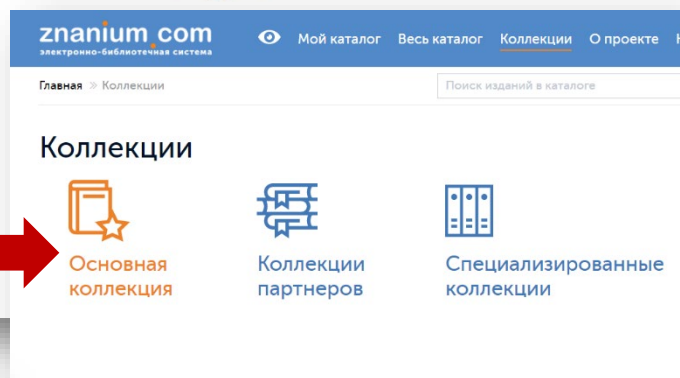 znanium.com
электронно-библиотечная система
Мой каталог Весь каталог Коллекции О проекте
Главная » Коллекции
Поиск изданий в каталоге
Коллекции
Основная
коллекция
Коллекции
партнеров
Специализированные
коллекции